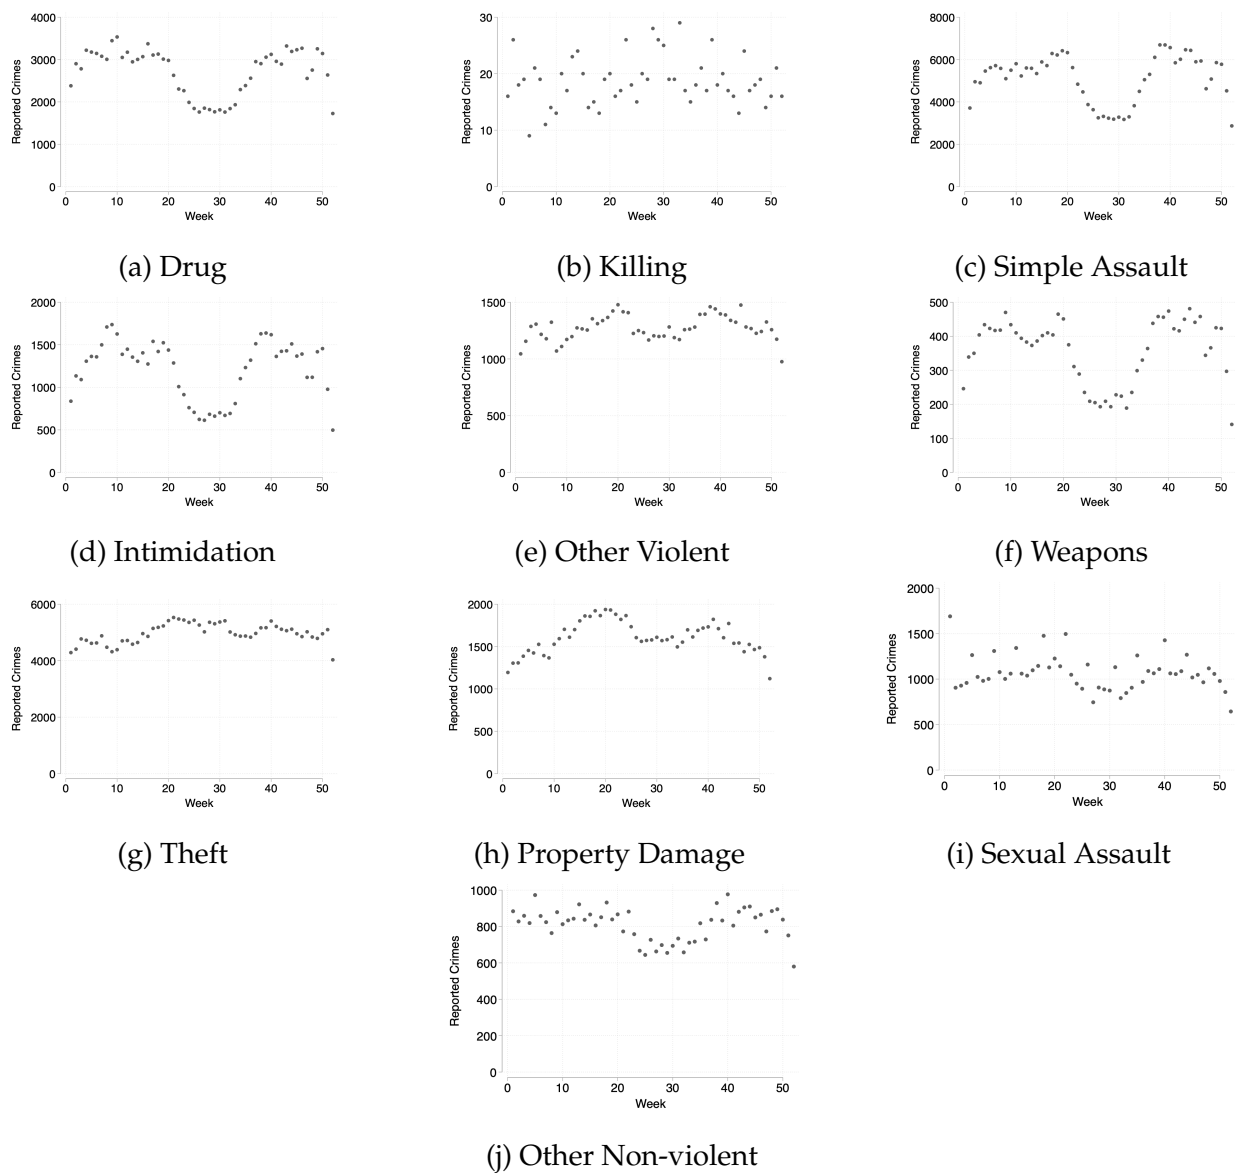 4000
3000
2000
1000
0
Reported Crimes
0 10 20 30 40 50
Week
(a) Drug
30
20
10
0
Reported Crimes
0 10 20 30 40 50
Week
(b) Killing
8000
6000
4000
2000
0
Reported Crimes
0 10 20 30 40 50
Week
(c) Simple Assault
2000
1500
1000
500
0
Reported Crimes
0 10 20 30 40 50
Week
(d) Intimidation
1500
1000
500
0
Reported Crimes
0 10 20 30 40 50
Week
(e) Other Violent
500
400
300
200
100
0
Reported Crimes
0 10 20 30 40 50
Week
(f) Weapons
6000
4000
2000
0
Reported Crimes
0 10 20 30 40 50
Week
(g) Theft
2000
1500
1000
500
0
Reported Crimes
0 10 20 30 40 50
Week
(h) Property Damage
2000
1500
1000
500
0
Reported Crimes
0 10 20 30 40 50
Week
(i) Sexual Assault
1000
800
600
400
200
0
Reported Crimes
0 10 20 30 40 50
Week
(j) Other Non-violent